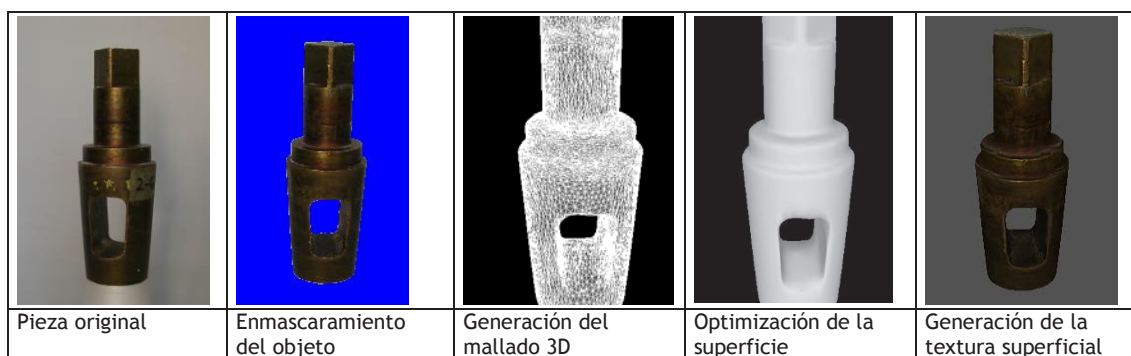 Pieza original
Enmascaramiento
del objeto
Generación del
mallado 3D
Optimización de la
superficie
Generación de la
textura superficial